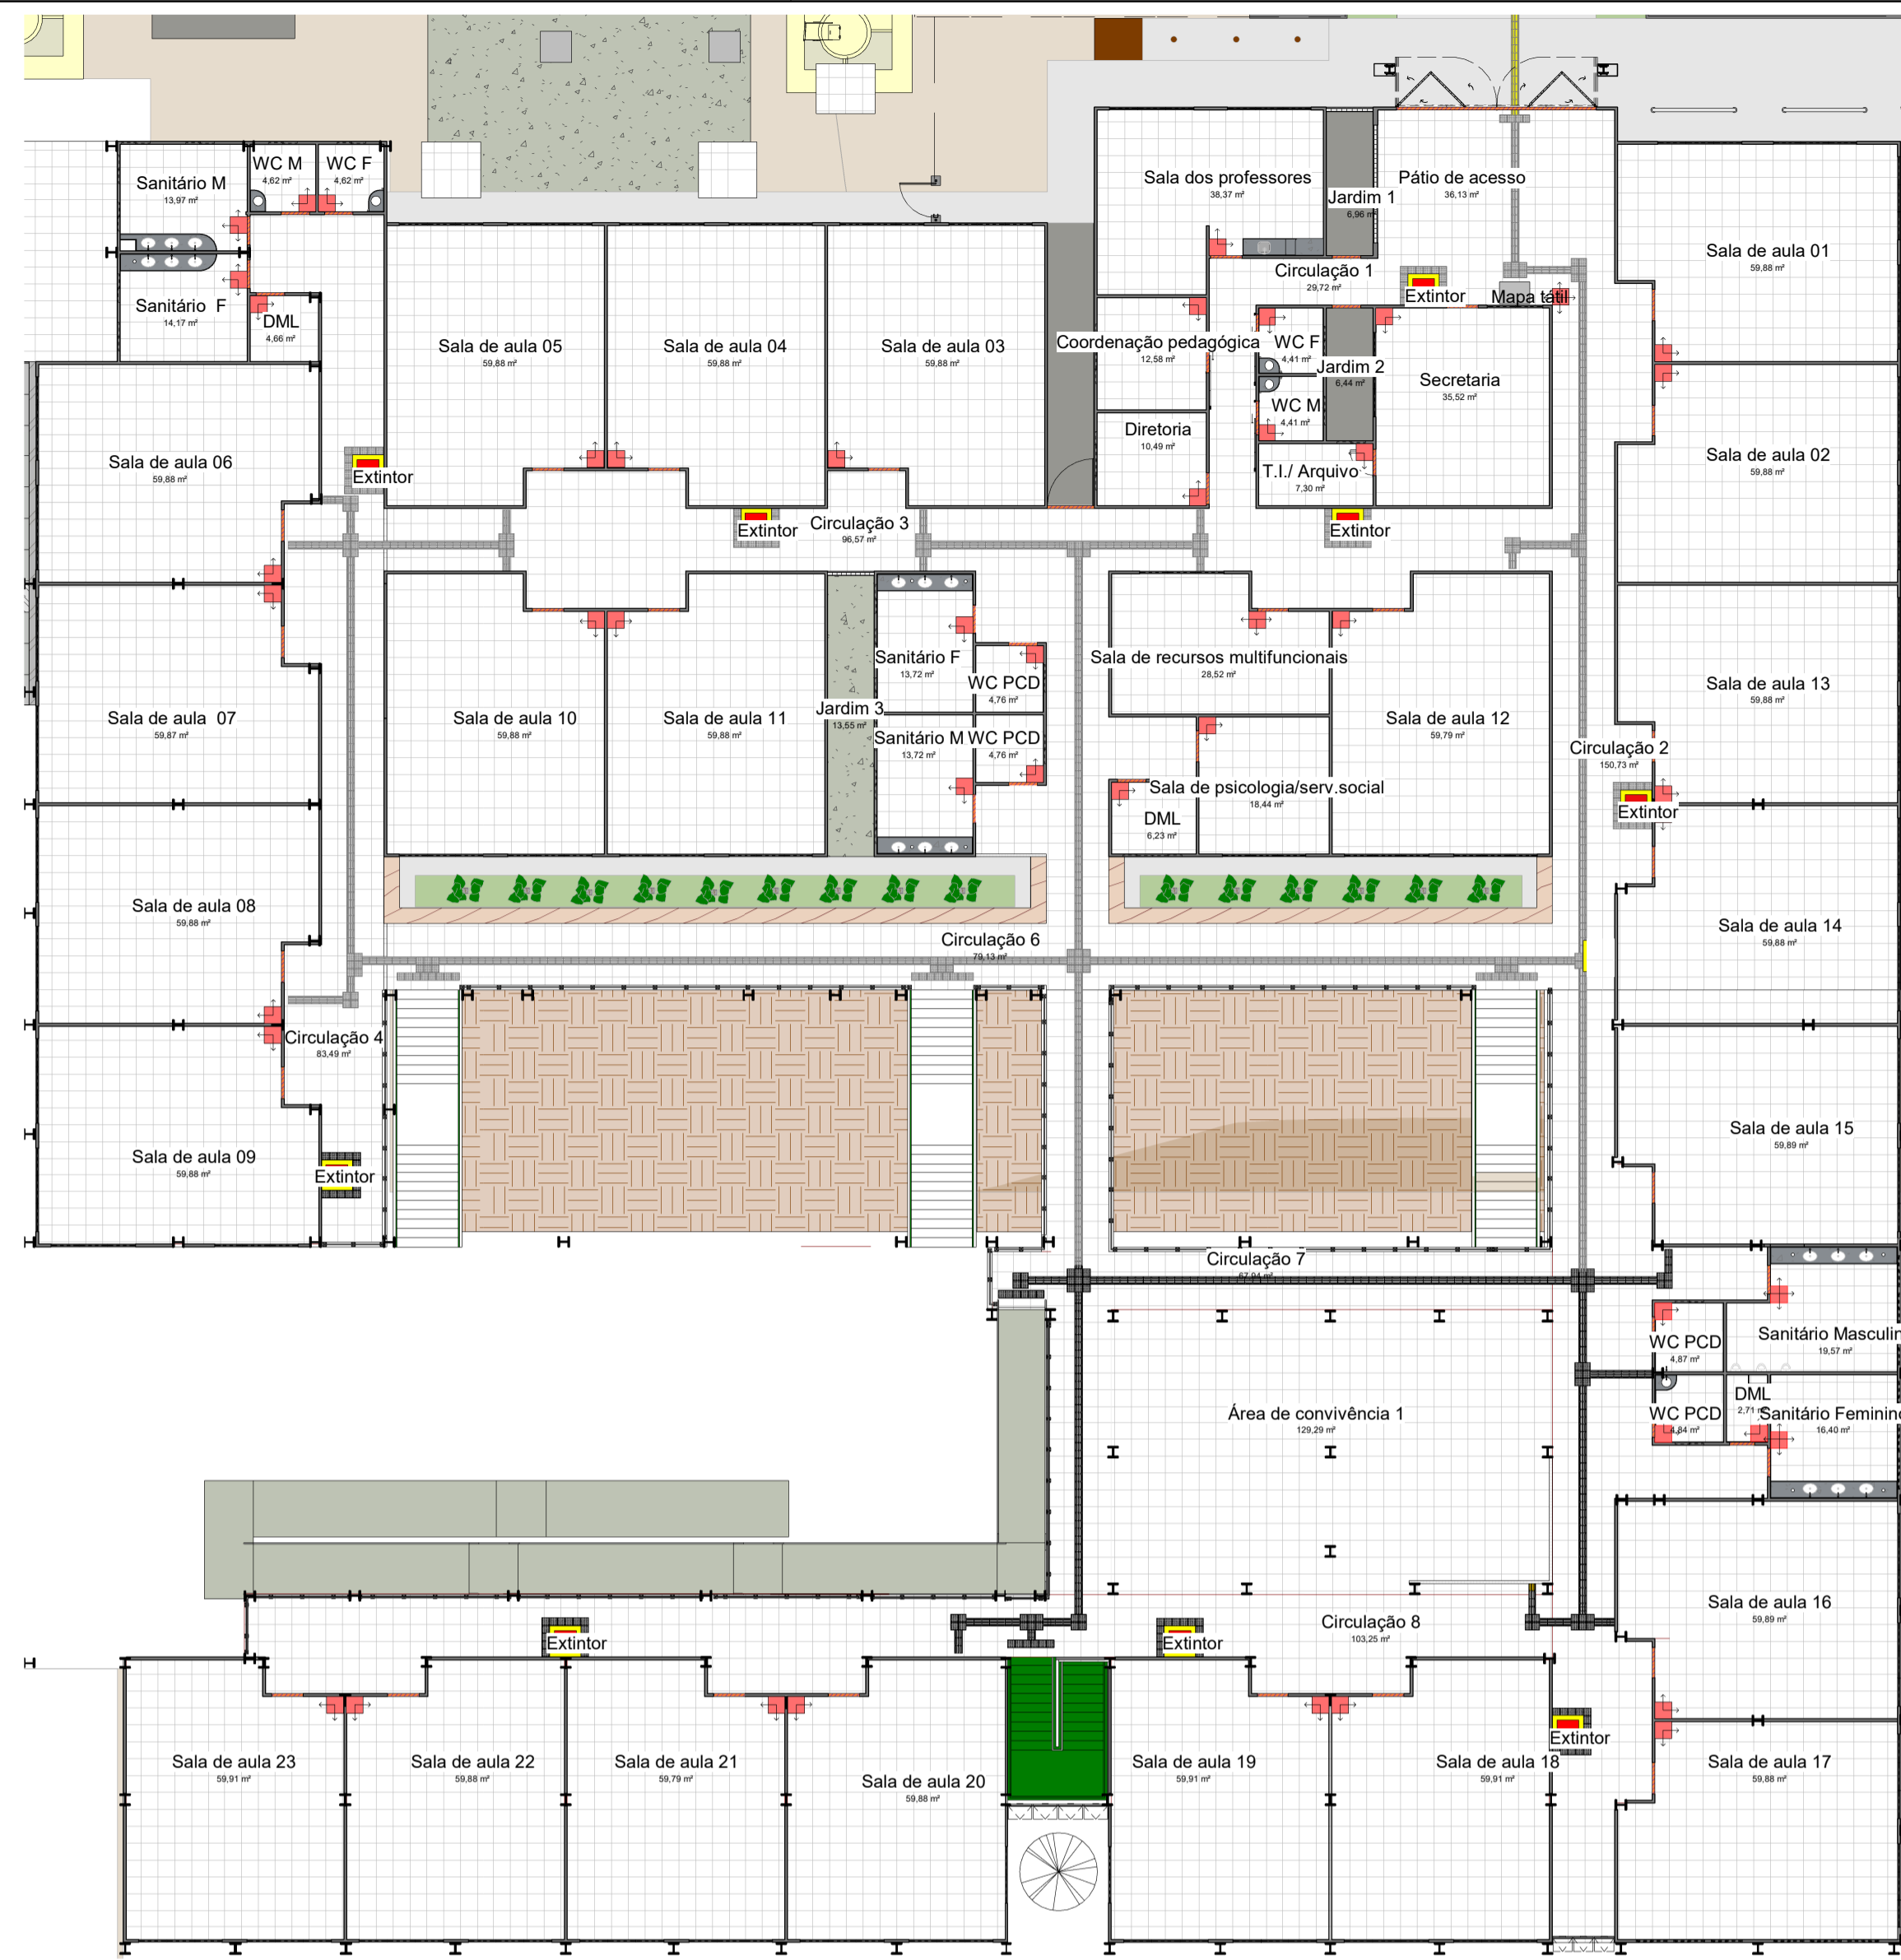 WC M
4,62 m²
WC F
4,62 m²
Sanitário M
13,97 m²
Sanitário F
14,17 m²
DML
4,66 m²
Sala dos professores
38,37 m²
Jardim 1
6,96 m²
Pátio de acesso
36,13 m²
Sala de aula 01
59,88 m²
Circulação 1
29,72 m²
Extintor
Mapa tátil
Sala de aula 05
59,88 m²
Sala de aula 04
59,88 m²
Sala de aula 03
59,88 m²
Coordenação pedagógica
12,58 m²
WC F
4,41 m²
Jardim 2
6,44 m²
Secretaria
35,52 m²
WC M
4,41 m²
Diretoria
10,49 m²
T.I./ Arquivo
7,30 m²
Sala de aula 02
59,88 m²
Sala de aula 06
59,88 m²
Extintor
Extintor
Circulação 3
96,57 m²
Extintor
Sanitário F
13,72 m²
WC PCD
4,76 m²
Sala de recursos multifuncionais
28,52 m²
Sala de aula 13
59,88 m²
Sala de aula 07
59,87 m²
Sala de aula 10
59,88 m²
Sala de aula 11
59,88 m²
Jardim 3
13,55 m²
Sanitário M
13,72 m²
WC PCD
4,76 m²
Sala de aula 12
59,79 m²
Circulação 2
150,73 m²
Sala de psicologia/serv.social
18,44 m²
DML
6,23 m²
Extintor
Sala de aula 08
59,88 m²
Circulação 6
79,13 m²
Sala de aula 14
59,88 m²
Circulação 4
83,49 m²
Sala de aula 15
59,89 m²
Sala de aula 09
59,88 m²
Extintor
Circulação 7
67,94 m²
WC PCD
4,87 m²
Sanitário Masculin
19,57 m²
Área de convivência 1
129,29 m²
WC PCD
4,84 m²
DML
2,71 m²
Sanitário Feminino
16,40 m²
Sala de aula 16
59,89 m²
Extintor
Extintor
Circulação 8
103,25 m²
Extintor
Sala de aula 23
59,91 m²
Sala de aula 22
59,88 m²
Sala de aula 21
59,79 m²
Sala de aula 20
59,88 m²
Sala de aula 19
59,91 m²
Sala de aula 18
59,91 m²
Sala de aula 17
59,88 m²